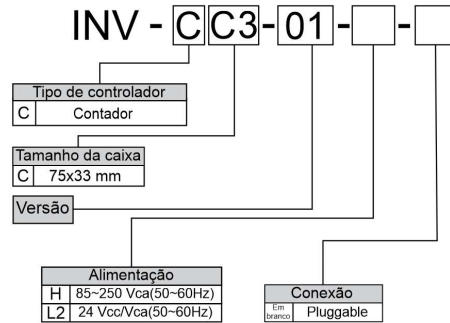 INV - C C3 - 01 - -
Tipo de controlador
C Contador
Tamanho da caixa
C 75x33 mm
Versão
Alimentação
H 85~250 Vca(50~60Hz)
L2 24 Vcc/Vca(50~60Hz)
Conexão
Em branco Pluggable